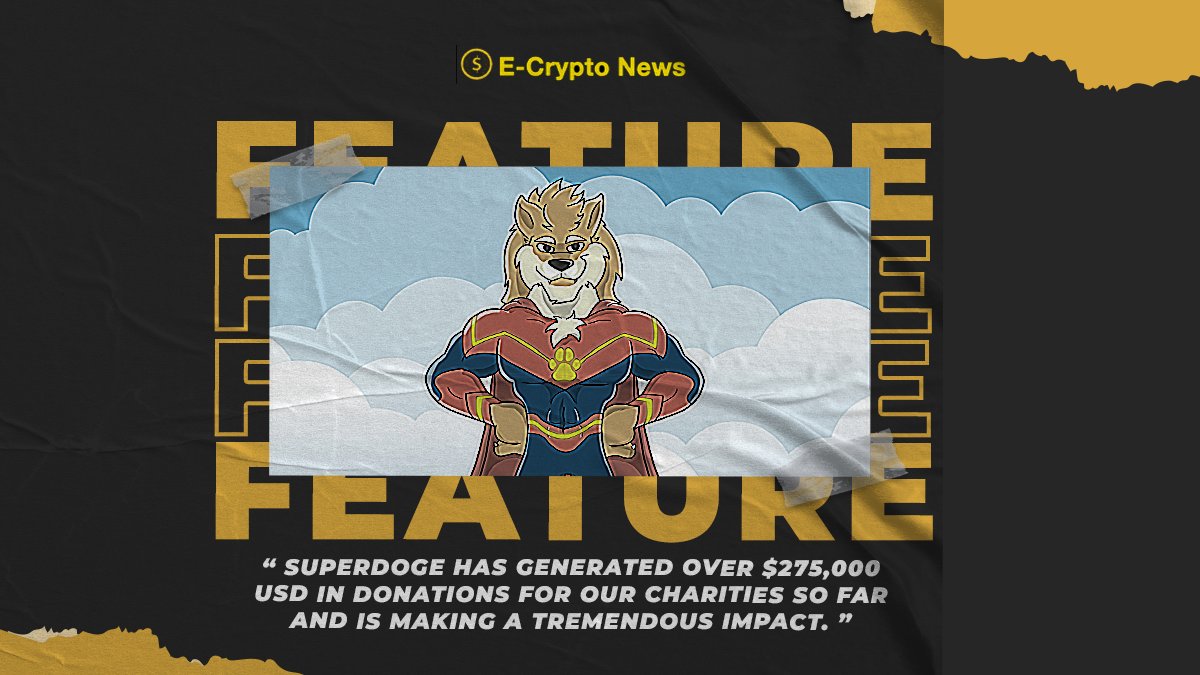 $ E-Crypto News
FEATURE
FEATURE
“ SUPERDOGE HAS GENERATED OVER $275,000
USD IN DONATIONS FOR OUR CHARITIES SO FAR
AND IS MAKING A TREMENDOUS IMPACT. ”